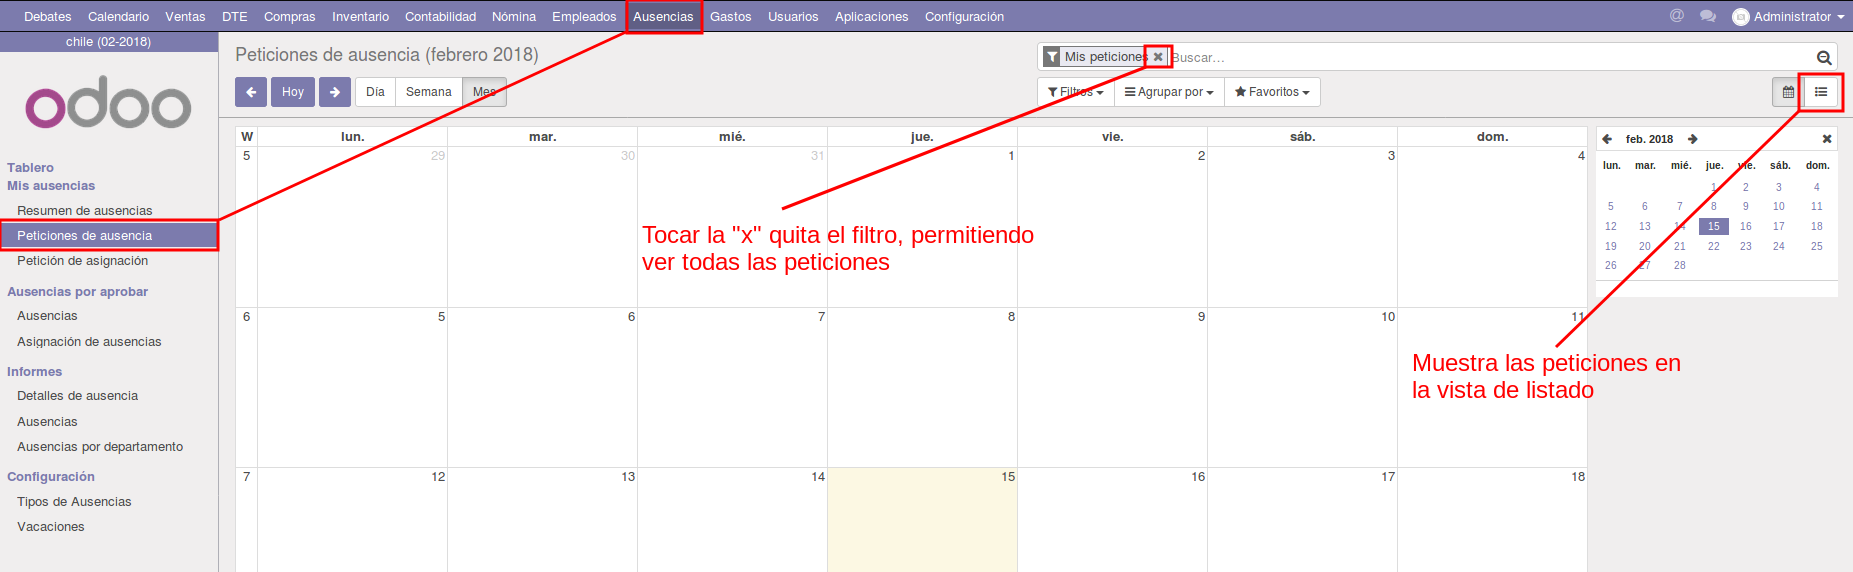 Debates Calendario Ventas DTE Compras Inventario Contabilidad Nómina Empleados Ausencias Gastos Usuarios Aplicaciones Configuración @ Administrator
chile (02-2018)
odoo
Tablero
Mis ausencias
Resumen de ausencias
Peticiones de ausencia
Petición de asignación
Ausencias por aprobar
Ausencias
Asignación de ausencias
Informes
Detalles de ausencia
Ausencias
Ausencias por departamento
Configuración
Tipos de Ausencias
Vacaciones
Peticiones de ausencia (febrero 2018)
Mis peticiones Buscar...
Hoy Día Semana Mes
Filtros Agrupar por Favoritos
W lun. mar. mié. jue. vie. sáb. dom.
5 29 30 31 1 2 3 4
Tocar la "x" quita el filtro, permitiendo
ver todas las peticiones
6 5 6 7 8 9 10 11
7 12 13 14 15 16 17 18
feb. 2018
lun. mar. mié. jue. vie. sáb. dom.
1 2 3 4
5 6 7 8 9 10 11
12 13 14 15 16 17 18
19 20 21 22 23 24 25
26 27 28
Muestra las peticiones en
la vista de listado